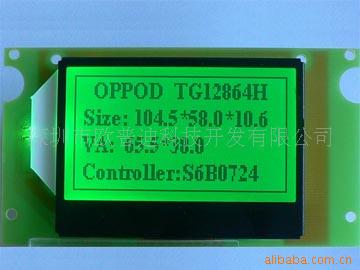 OPPOD TG12864H
Size: 104.5*58.0*10.6
深圳市欧普迪科技开发有限公司
VA: 65.5*38.0
Controller:S6B0724
alibaba.com.cn